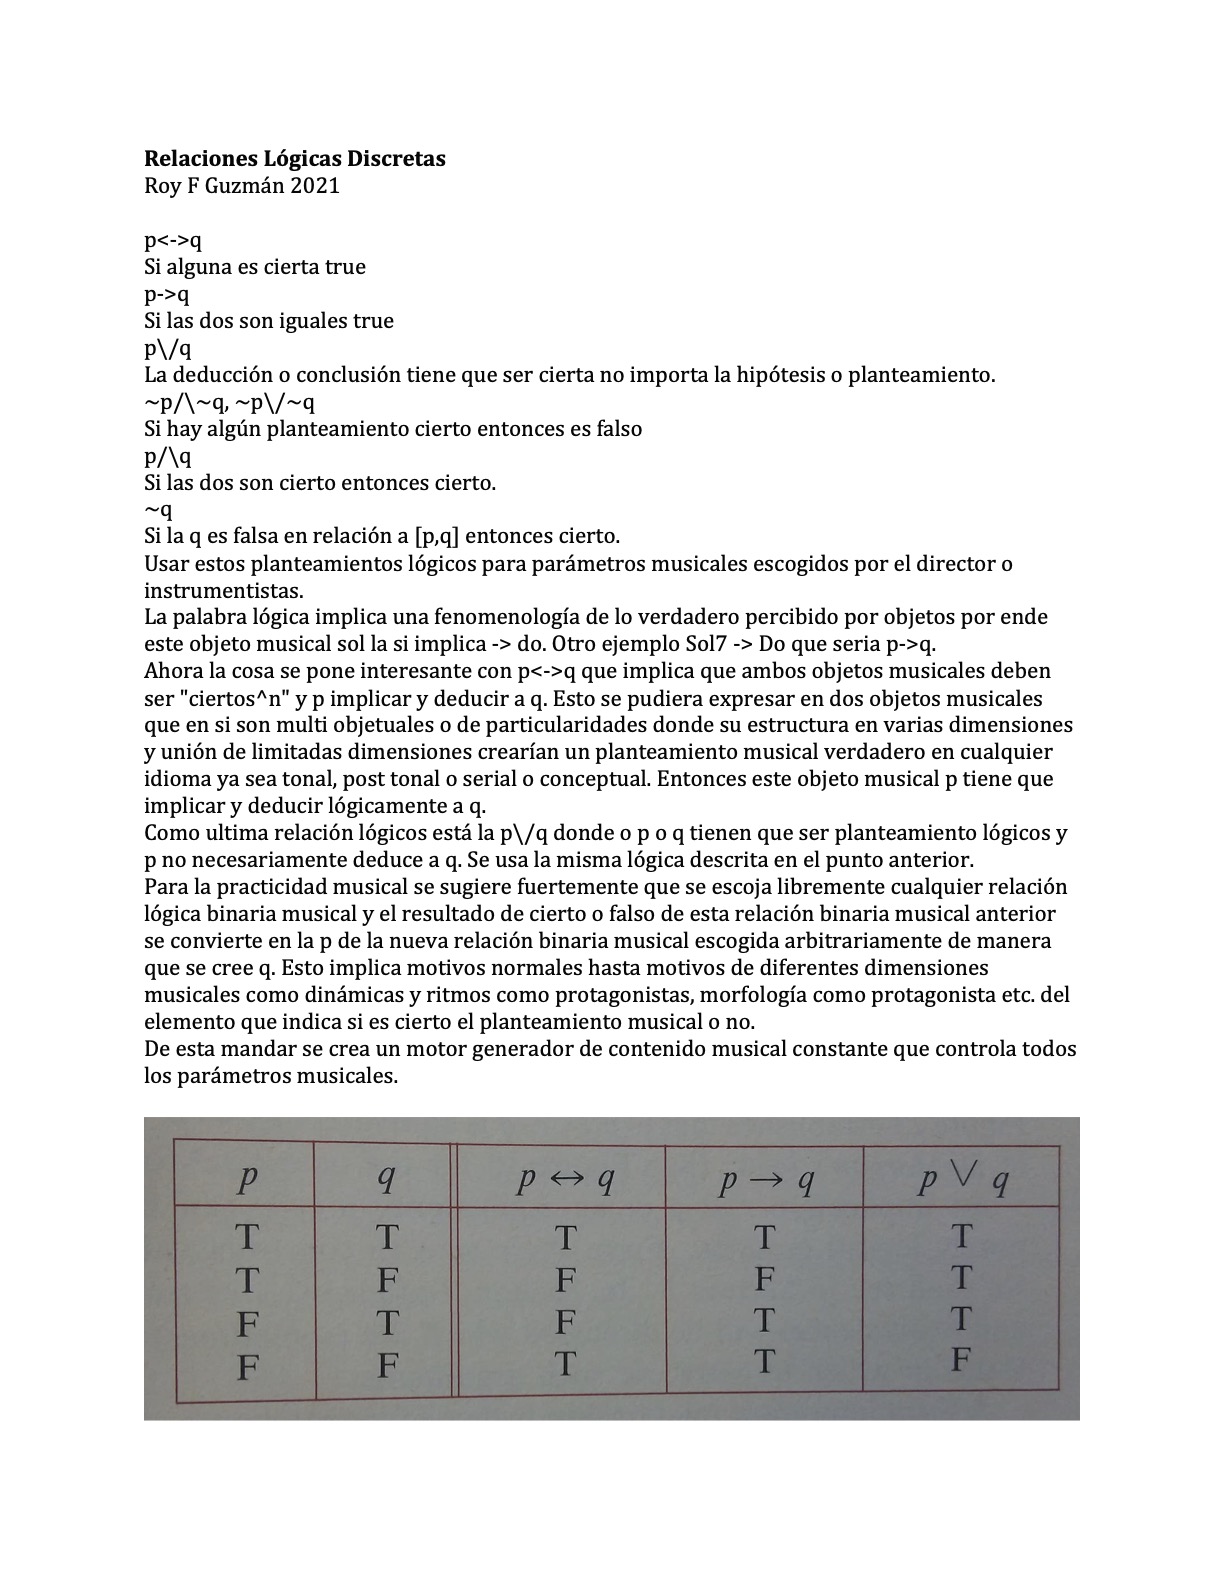 Relaciones Lógicas Discretas
Roy F Guzmán 2021
p<->q
Si alguna es cierta true
p->q
Si las dos son iguales true
p\/q
La deducción o conclusión tiene que ser cierta no importa la hipótesis o planteamiento.
~p/\~q, ~p\/~q
Si hay algún planteamiento cierto entonces es falso
p/\q
Si las dos son cierto entonces cierto.
~q
Si la q es falsa en relación a [p,q] entonces cierto.
Usar estos planteamientos lógicos para parámetros musicales escogidos por el director o
instrumentistas.
La palabra lógica implica una fenomenología de lo verdadero percibido por objetos por ende
este objeto musical sol la si implica -> do. Otro ejemplo Sol7 -> Do que seria p->q.
Ahora la cosa se pone interesante con p<->q que implica que ambos objetos musicales deben
ser "ciertos^n" y p implicar y deducir a q. Esto se pudiera expresar en dos objetos musicales
que en si son multi objetuales o de particularidades donde su estructura en varias dimensiones
y unión de limitadas dimensiones crearían un planteamiento musical verdadero en cualquier
idioma ya sea tonal, post tonal o serial o conceptual. Entonces este objeto musical p tiene que
implicar y deducir lógicamente a q.
Como ultima relación lógicos está la p\/q donde o p o q tienen que ser planteamiento lógicos y
p no necesariamente deduce a q. Se usa la misma lógica descrita en el punto anterior.
Para la practicidad musical se sugiere fuertemente que se escoja libremente cualquier relación
lógica binaria musical y el resultado de cierto o falso de esta relación binaria musical anterior
se convierte en la p de la nueva relación binaria musical escogida arbitrariamente de manera
que se cree q. Esto implica motivos normales hasta motivos de diferentes dimensiones
musicales como dinámicas y ritmos como protagonistas, morfología como protagonista etc. del
elemento que indica si es cierto el planteamiento musical o no.
De esta mandar se crea un motor generador de contenido musical constante que controla todos
los parámetros musicales.
p q p ↔ q p → q p ∨ q
T T T T T
T F F F T
F T F T T
F F T T F